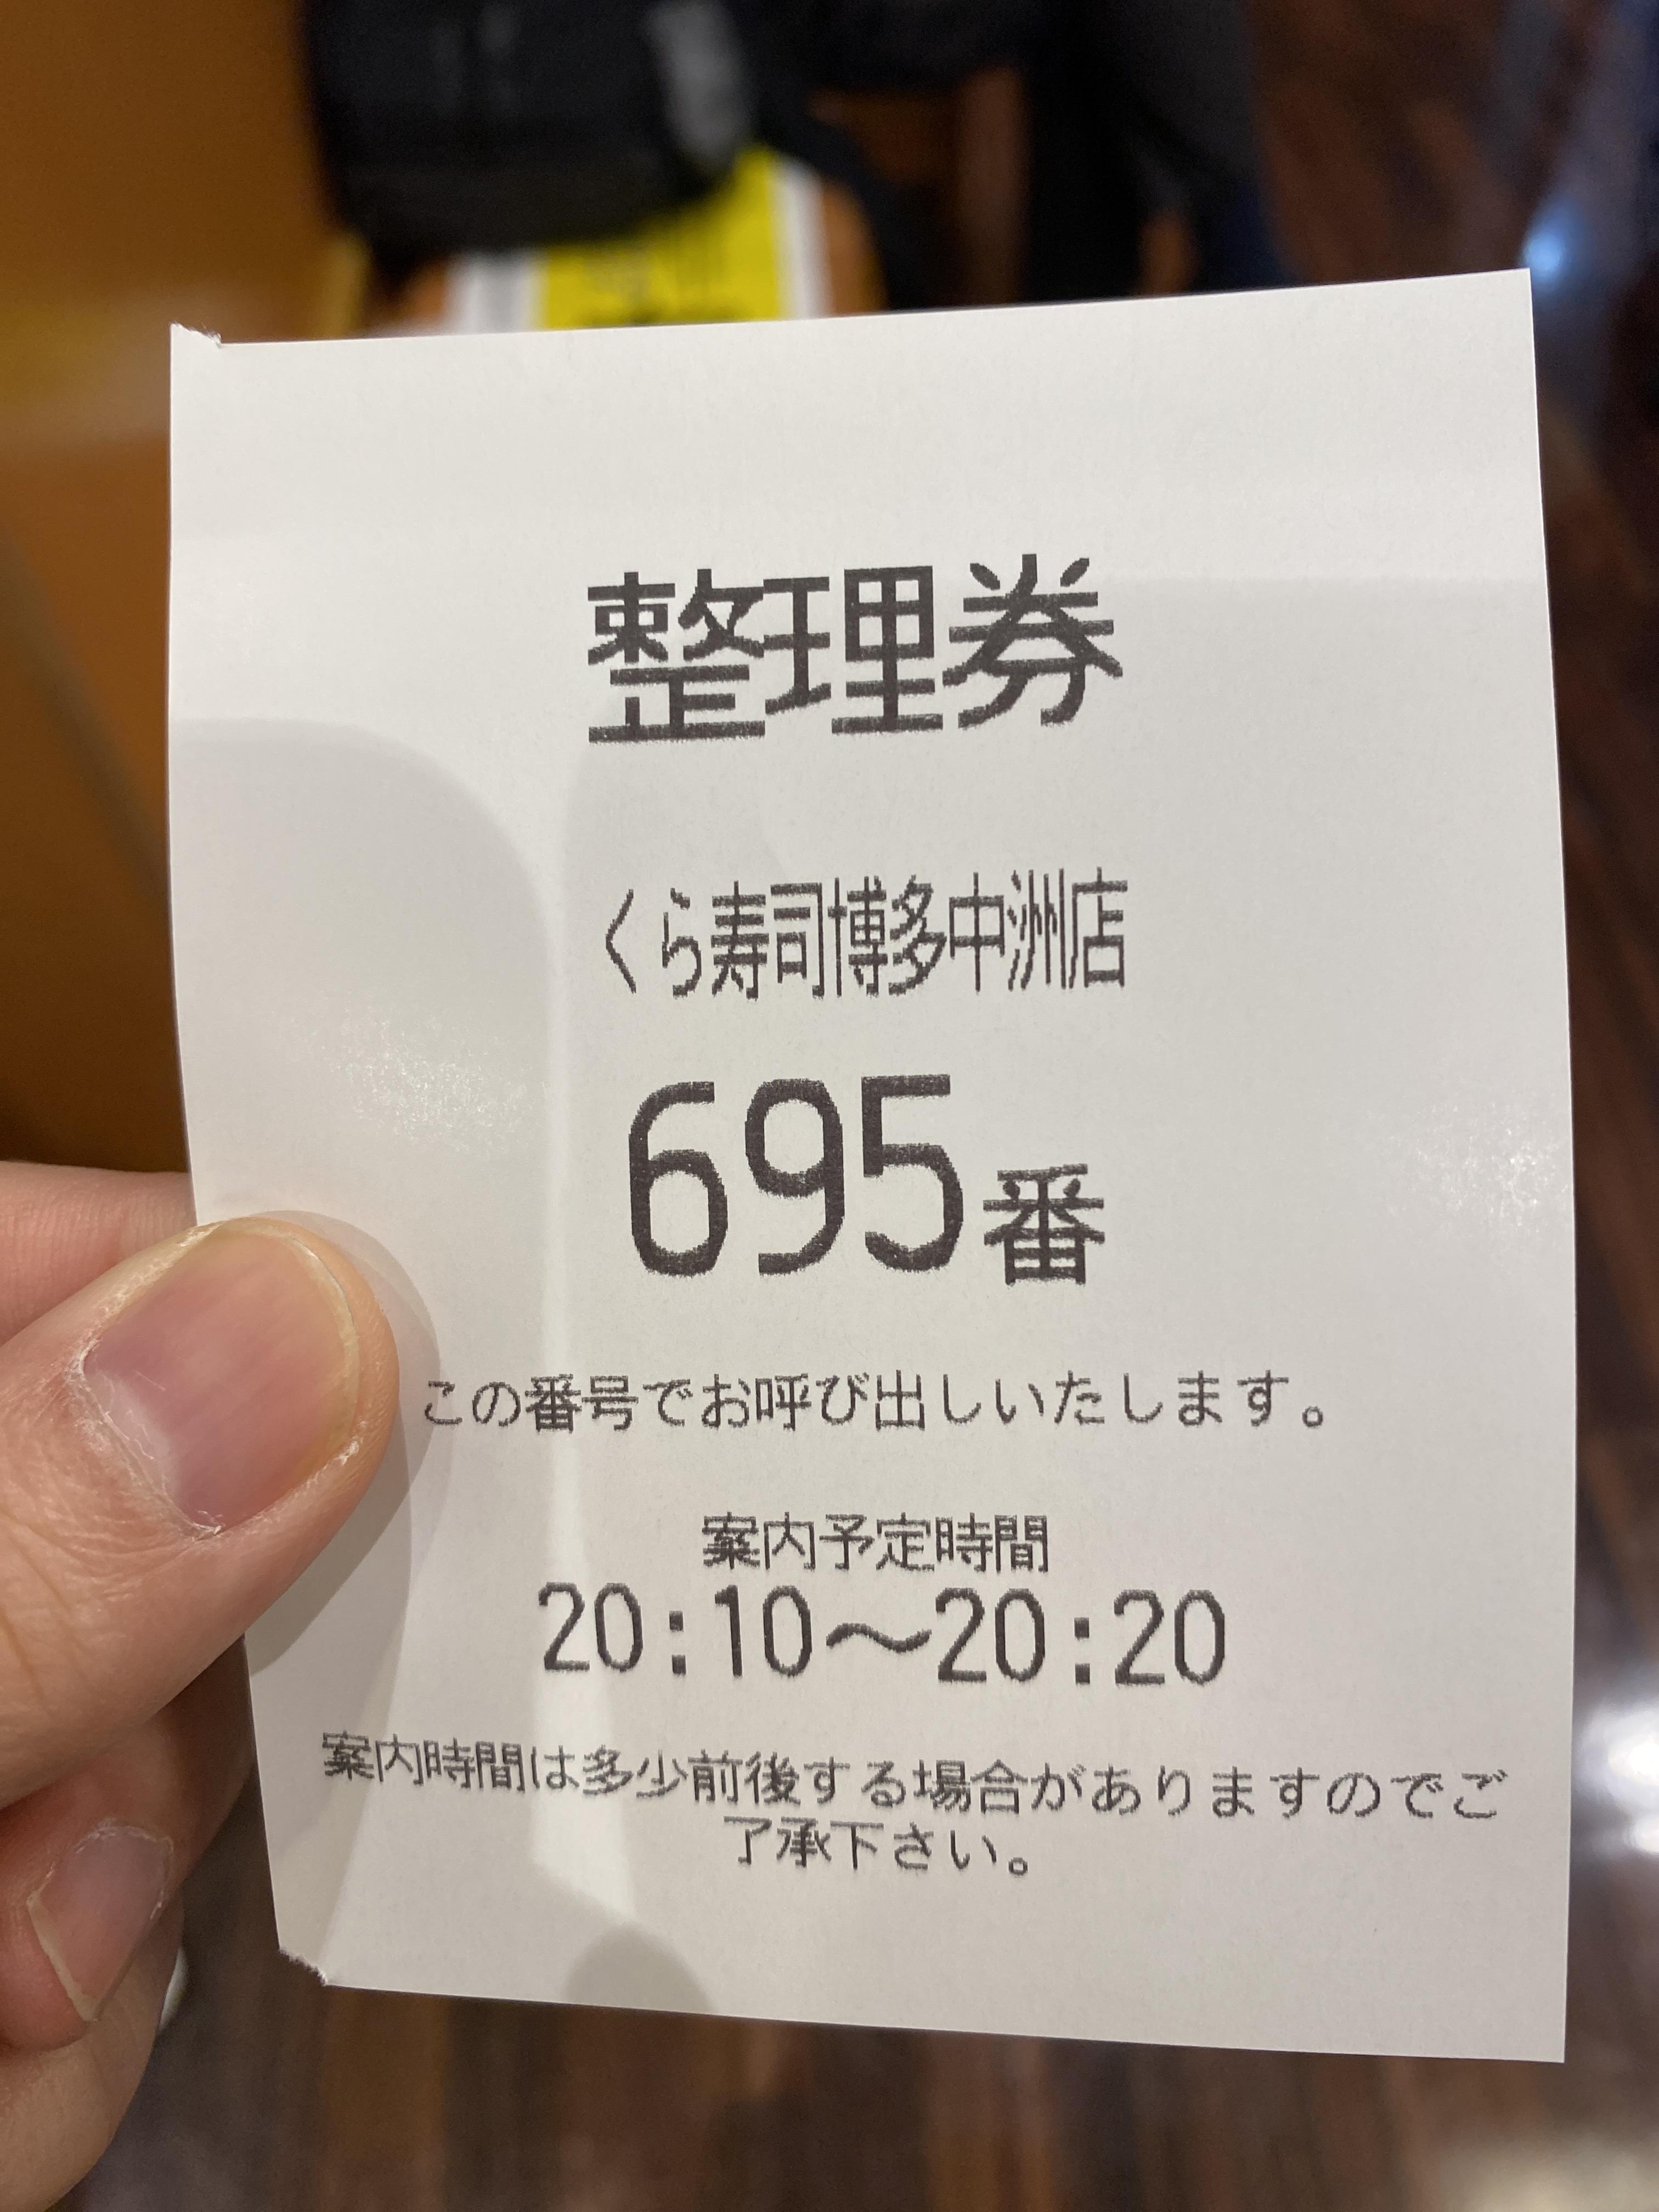 整理券
くら寿司博多中洲店
695番
この番号でお呼び出しいたします。
案内予定時間
20:10〜20:20
案内時間は多少前後する場合がありますのでご
了承下さい。